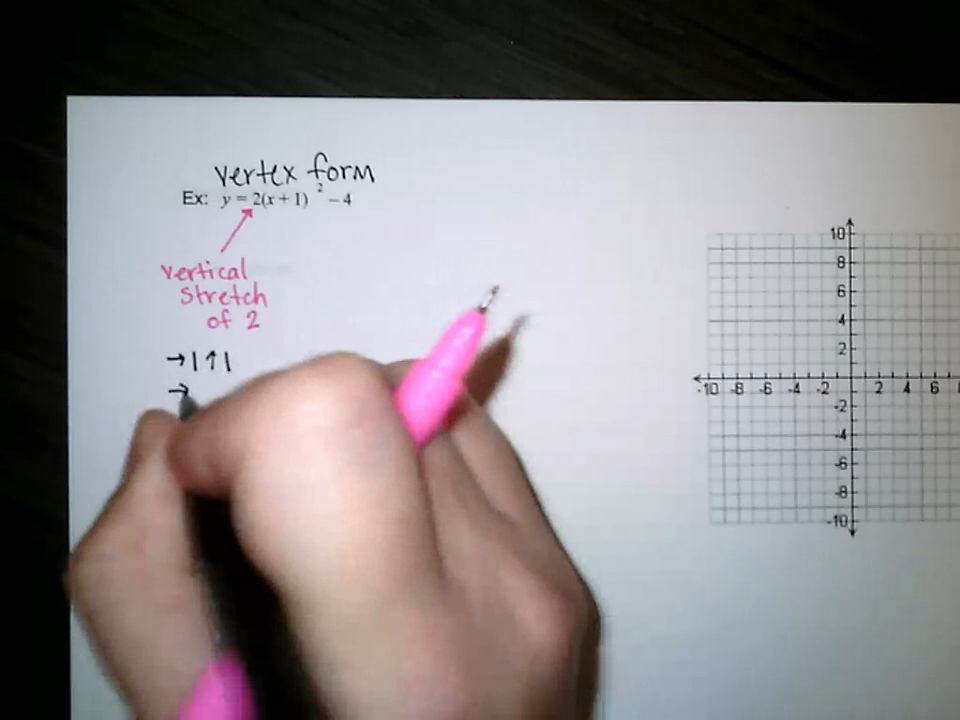 vertex form
Ex: y = 2(x + 1)² – 4
vertical
stretch
of 2
→1↑1
→
10
8
6
4
2
-10 -8 -6 -4 -2 2 4 6 8
-2
-4
-6
-8
-10